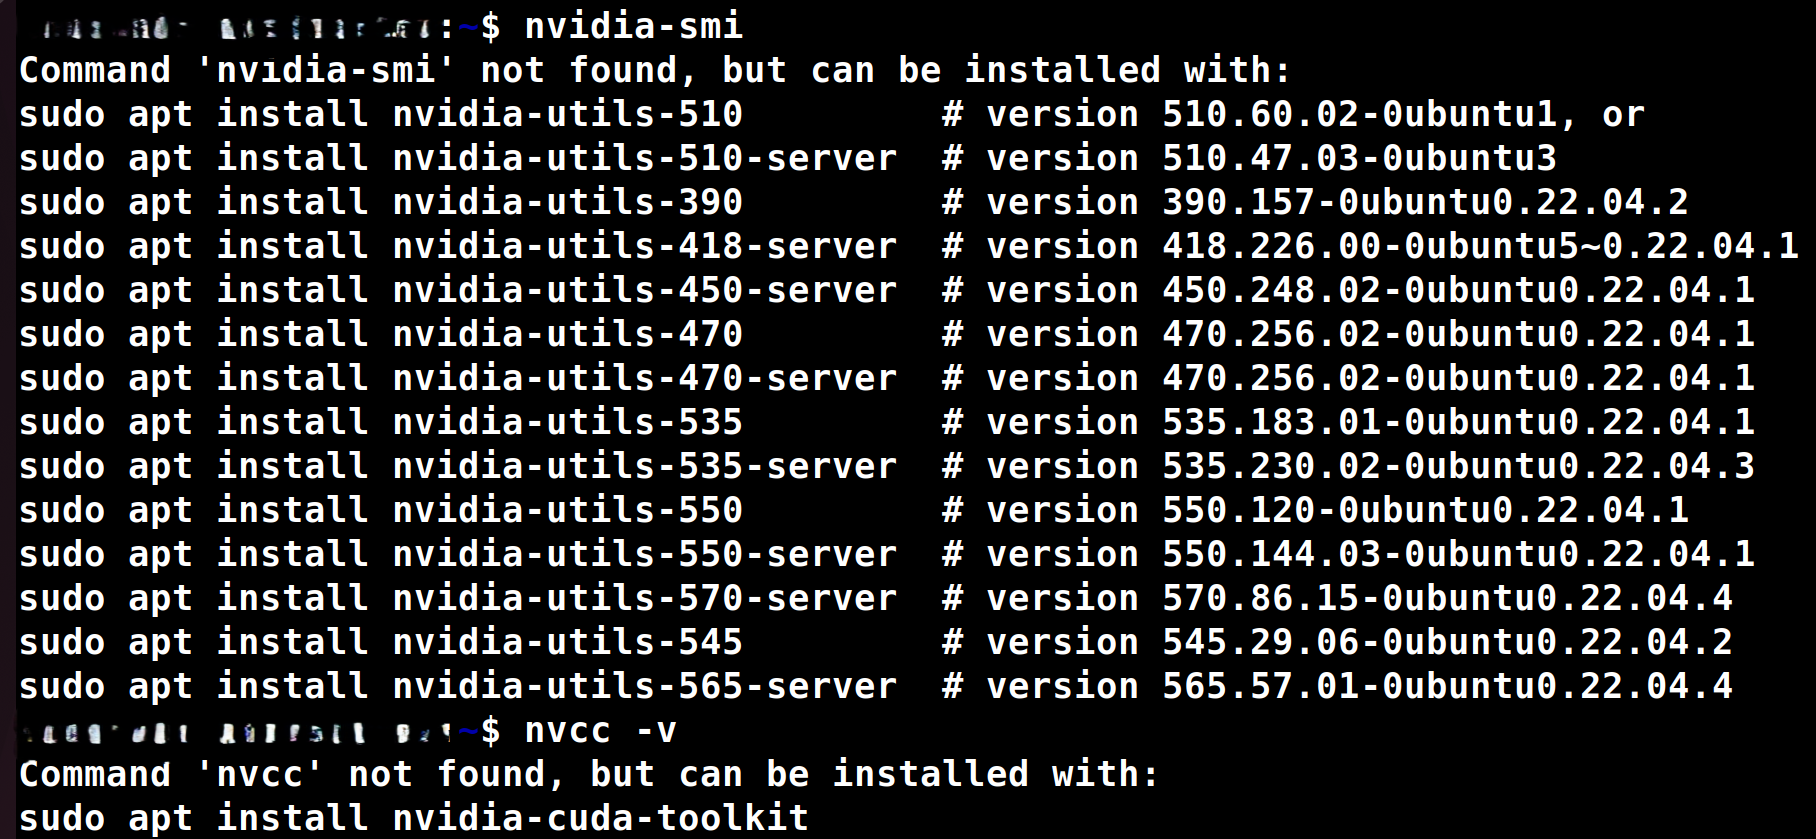 :~$ nvidia-smi
Command 'nvidia-smi' not found, but can be installed with:
sudo apt install nvidia-utils-510         # version 510.60.02-0ubuntu1, or
sudo apt install nvidia-utils-510-server  # version 510.47.03-0ubuntu3
sudo apt install nvidia-utils-390         # version 390.157-0ubuntu0.22.04.2
sudo apt install nvidia-utils-418-server  # version 418.226.00-0ubuntu5~0.22.04.1
sudo apt install nvidia-utils-450-server  # version 450.248.02-0ubuntu0.22.04.1
sudo apt install nvidia-utils-470         # version 470.256.02-0ubuntu0.22.04.1
sudo apt install nvidia-utils-470-server  # version 470.256.02-0ubuntu0.22.04.1
sudo apt install nvidia-utils-535         # version 535.183.01-0ubuntu0.22.04.1
sudo apt install nvidia-utils-535-server  # version 535.230.02-0ubuntu0.22.04.3
sudo apt install nvidia-utils-550         # version 550.120-0ubuntu0.22.04.1
sudo apt install nvidia-utils-550-server  # version 550.144.03-0ubuntu0.22.04.1
sudo apt install nvidia-utils-570-server  # version 570.86.15-0ubuntu0.22.04.4
sudo apt install nvidia-utils-545         # version 545.29.06-0ubuntu0.22.04.2
sudo apt install nvidia-utils-565-server  # version 565.57.01-0ubuntu0.22.04.4
~$ nvcc -v
Command 'nvcc' not found, but can be installed with:
sudo apt install nvidia-cuda-toolkit